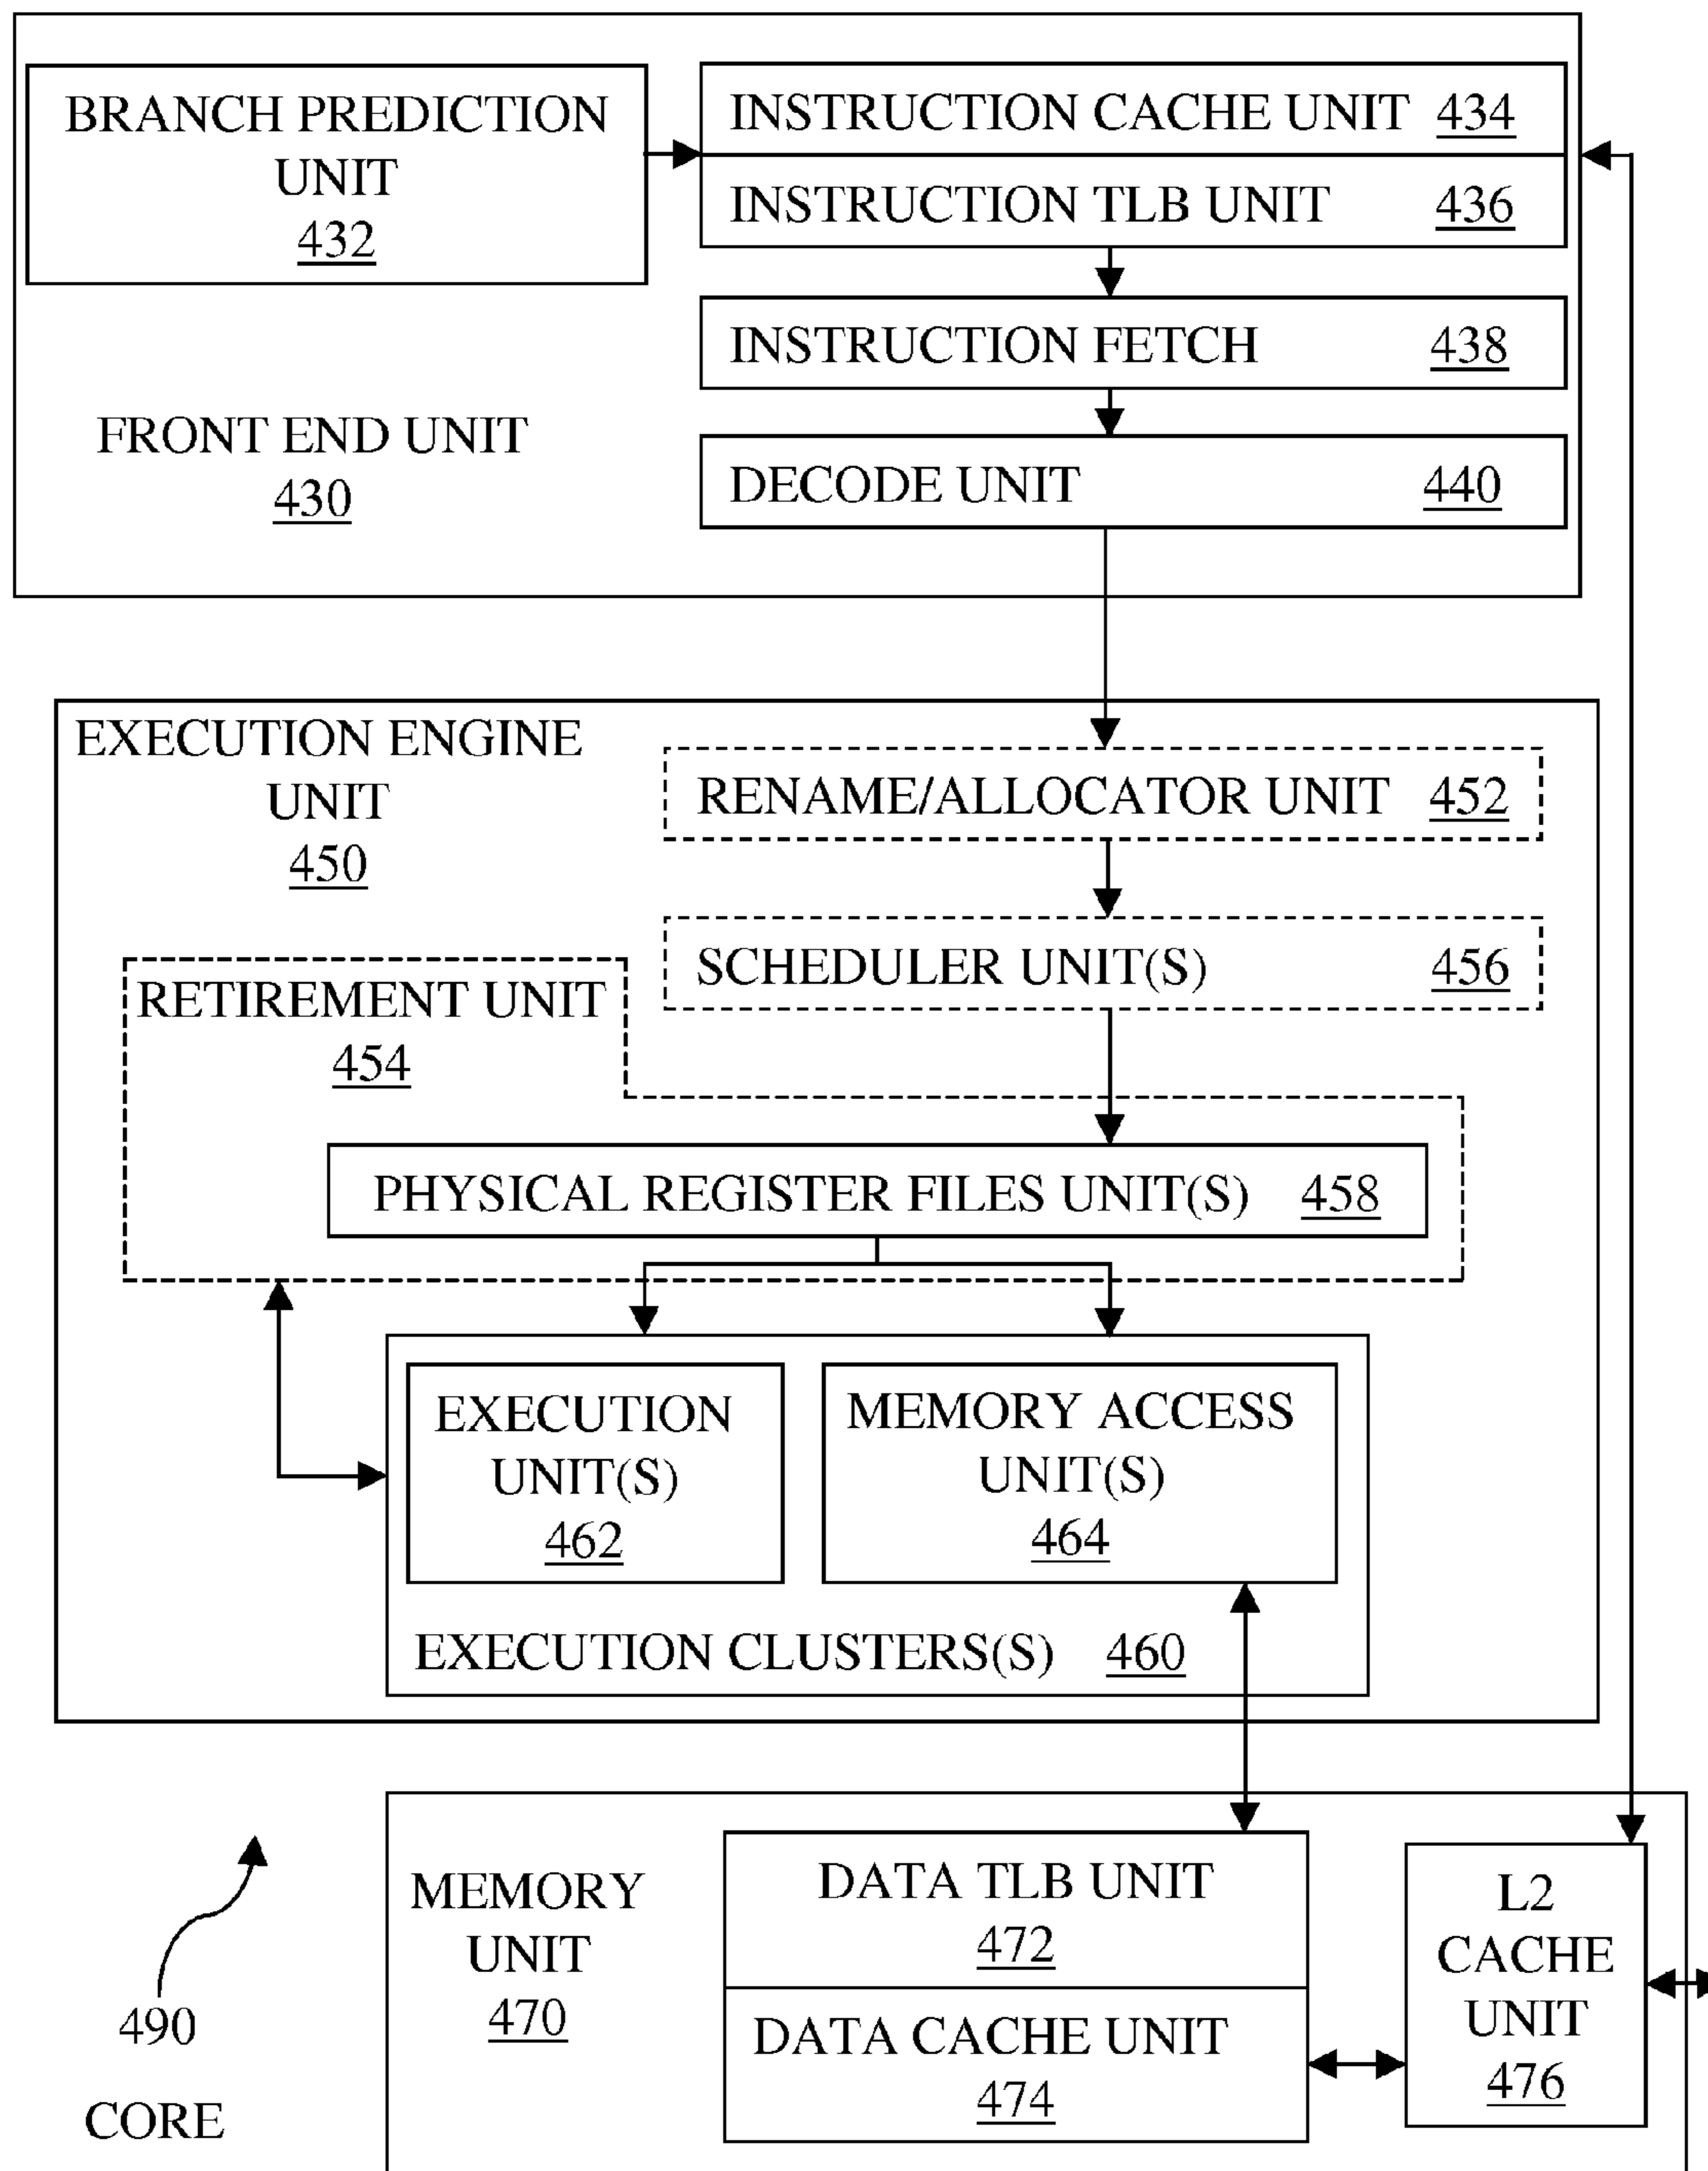 BRANCH PREDICTION
UNIT
432
INSTRUCTION CACHE UNIT 434
INSTRUCTION TLB UNIT 436
INSTRUCTION FETCH 438
FRONT END UNIT
430
DECODE UNIT 440
EXECUTION ENGINE
UNIT
450
RENAME/ALLOCATOR UNIT 452
SCHEDULER UNIT(S) 456
RETIREMENT UNIT
454
PHYSICAL REGISTER FILES UNIT(S) 458
EXECUTION
UNIT(S)
462
MEMORY ACCESS
UNIT(S)
464
EXECUTION CLUSTERS(S) 460
MEMORY
UNIT
470
DATA TLB UNIT
472
DATA CACHE UNIT
474
L2
CACHE
UNIT
476
490
CORE